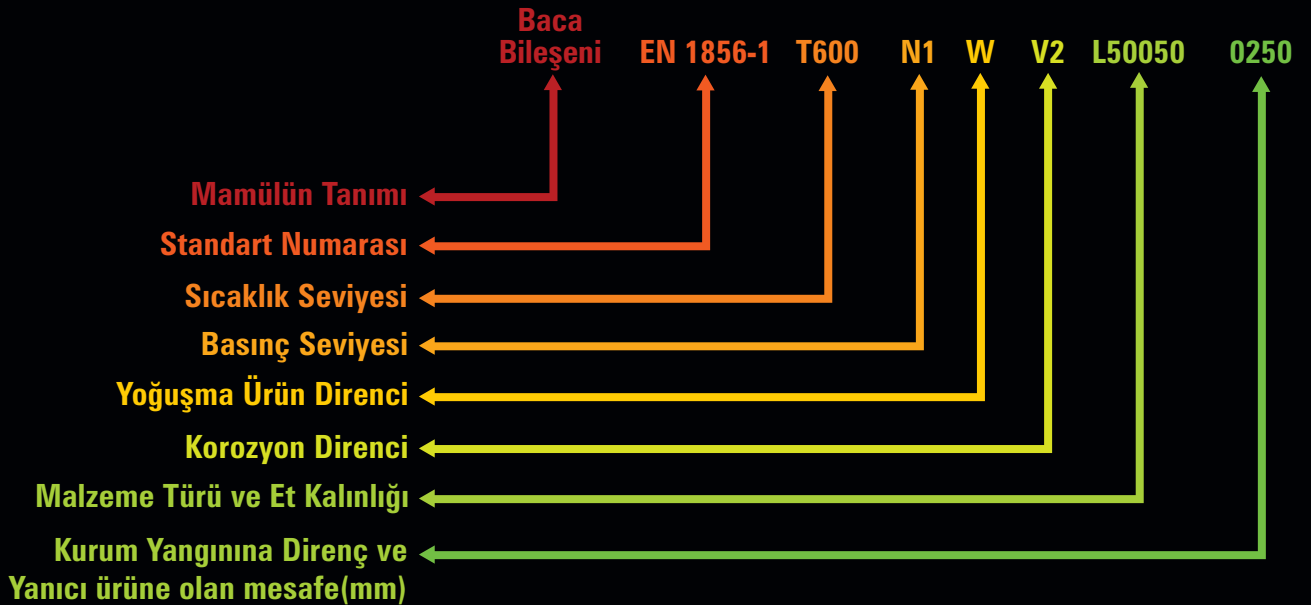 Baca
Bileşeni EN 1856-1 T600 N1 W V2 L50050 0250
Mamülün Tanımı
Standart Numarası
Sıcaklık Seviyesi
Basınç Seviyesi
Yoğuşma Ürün Direnci
Korozyon Direnci
Malzeme Türü ve Et Kalınlığı
Kurum Yangınına Direnç ve
Yanıcı ürüne olan mesafe(mm)